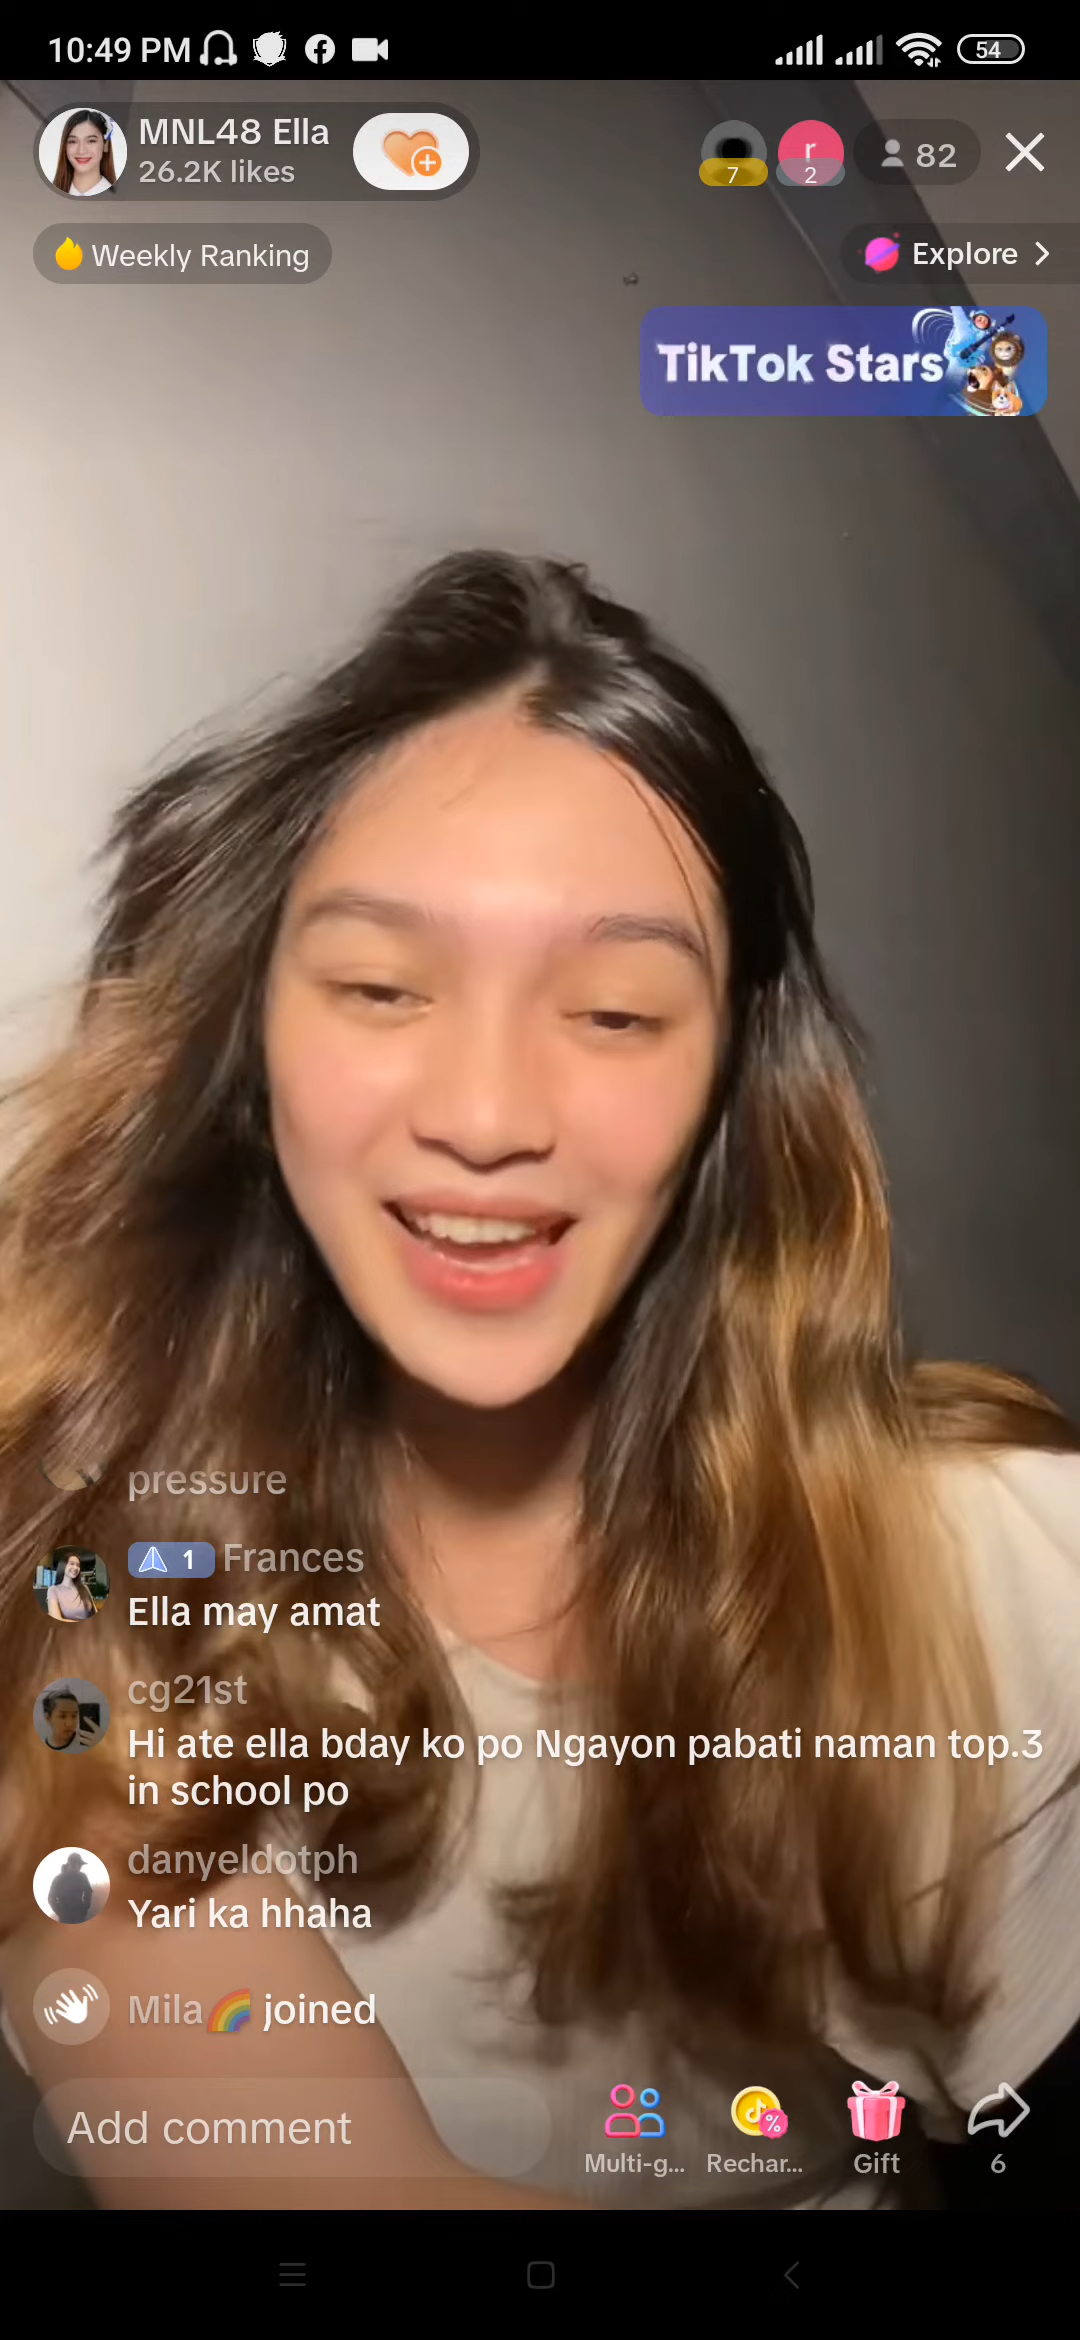 10:49 PM
54
MNL48 Ella
26.2K likes
7
r
2
82
Weekly Ranking
Explore
TikTok Stars
pressure
1 Frances
Ella may amat
cg21st
Hi ate ella bday ko po Ngayon pabati naman top.3
in school po
danyeldotph
Yari ka hhaha
Mila🌈 joined
Add comment
Multi-g...
Rechar...
Gift
6